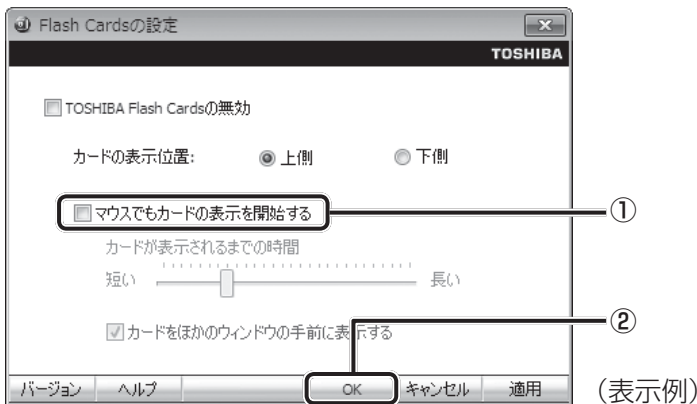 Flash Cardsの設定
TOSHIBA
TOSHIBA Flash Cardsの無効
カードの表示位置: 上側 下側
マウスでもカードの表示を開始する ①
カードが表示されるまでの時間
短い 長い
カードをほかのウィンドウの手前に表示する ②
バージョン ヘルプ OK キャンセル 適用 (表示例)